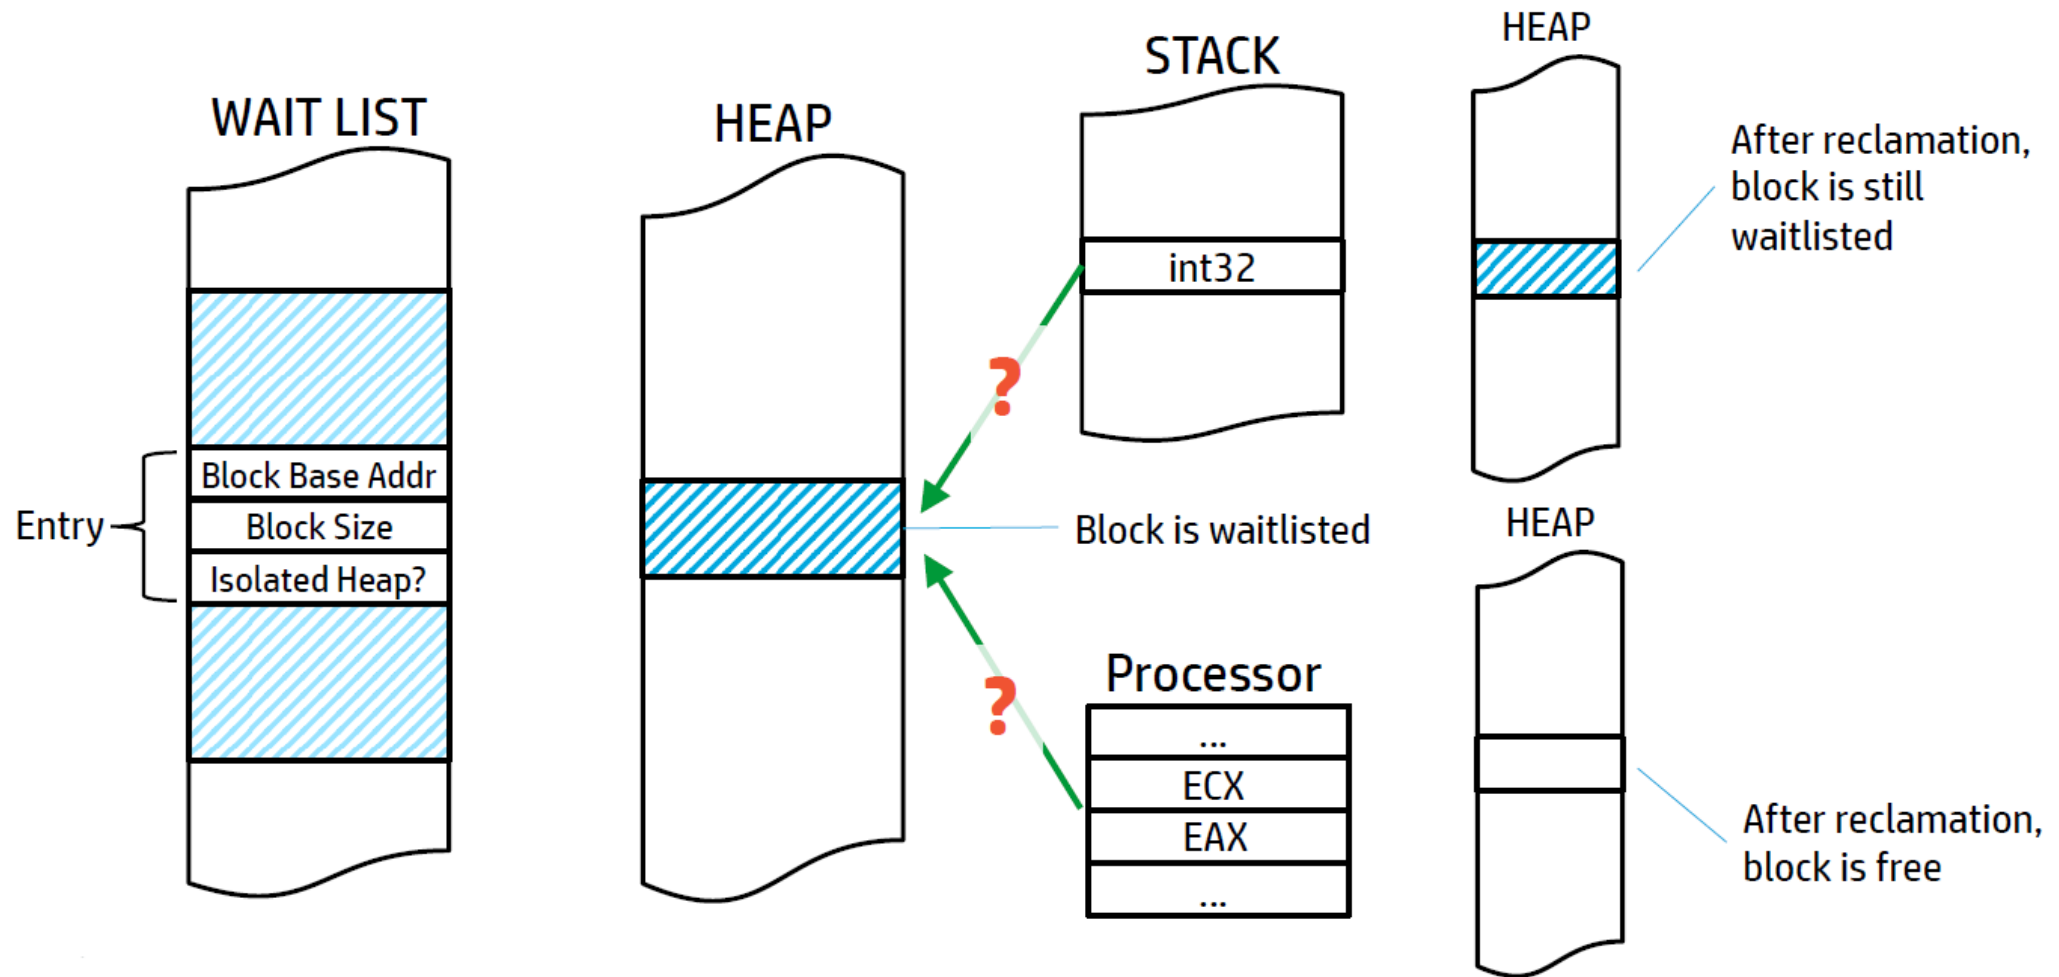 WAIT LIST
Block Base Addr
Block Size
Isolated Heap?
Entry
HEAP
STACK
int32
?
Block is waitlisted
?
Processor
...
ECX
EAX
...
HEAP
After reclamation,
block is still
waitlisted
HEAP
After reclamation,
block is free